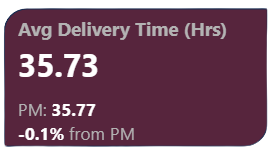 Avg Delivery Time (Hrs)
35.73
PM: 35.77
-0.1% from PM